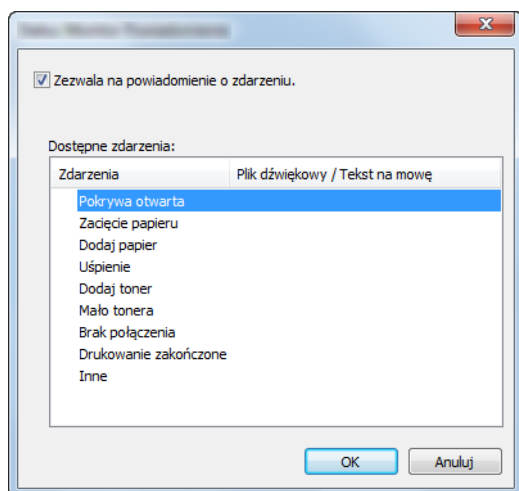 Zezwala na powiadomienie o zdarzeniu.
Dostępne zdarzenia:
Zdarzenia Plik dźwiękowy / Tekst na mowę
Pokrywa otwarta
Zacięcie papieru
Dodaj papier
Uśpienie
Dodaj toner
Mało tonera
Brak połączenia
Drukowanie zakończone
Inne
OK Anuluj